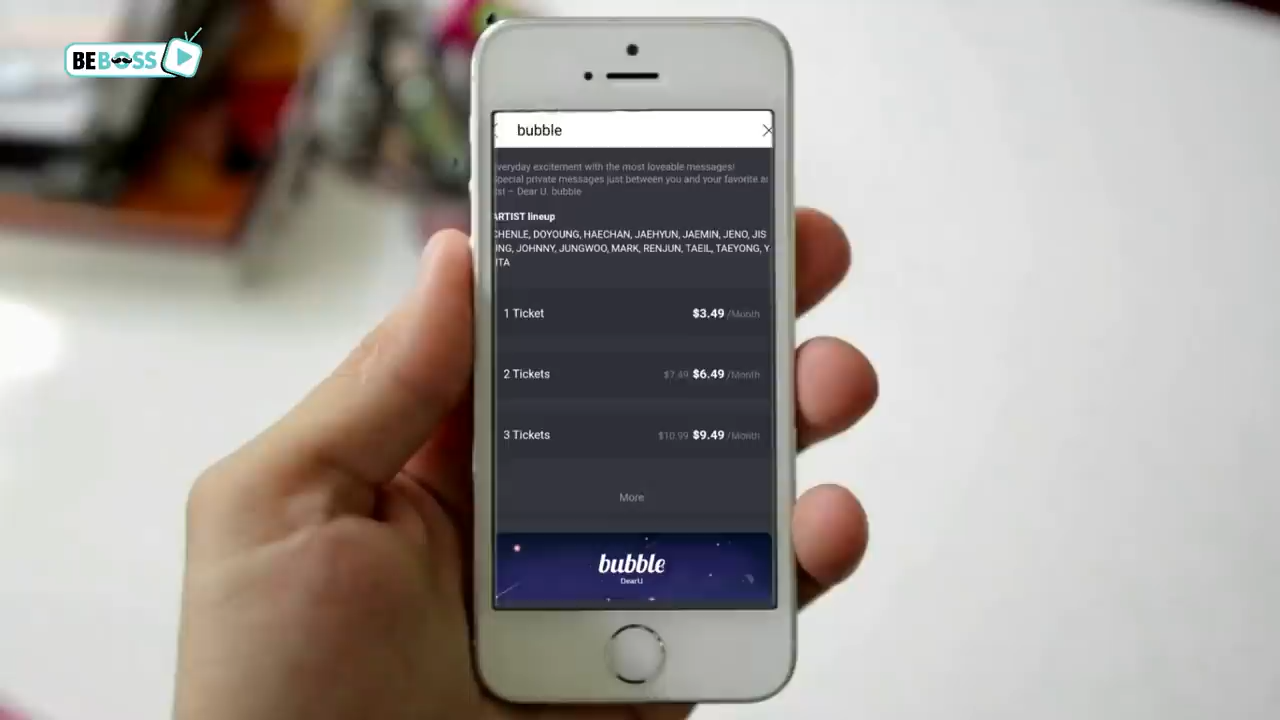 BEBOSS
bubble
veryday excitement with the most loveable messages!
pecial private messages just between you and your favorite ar
st – Dear U. bubble
ARTIST lineup
CHENLE, DOYOUNG, HAECHAN, JAEHYUN, JAEMIN, JENO, JIS
UNG, JOHNNY, JUNGWOO, MARK, RENJUN, TAEIL, TAEYONG, Y
UTA
1 Ticket $3.49 /Month
2 Tickets $7.49 $6.49 /Month
3 Tickets $10.99 $9.49 /Month
More
bubble
DearU